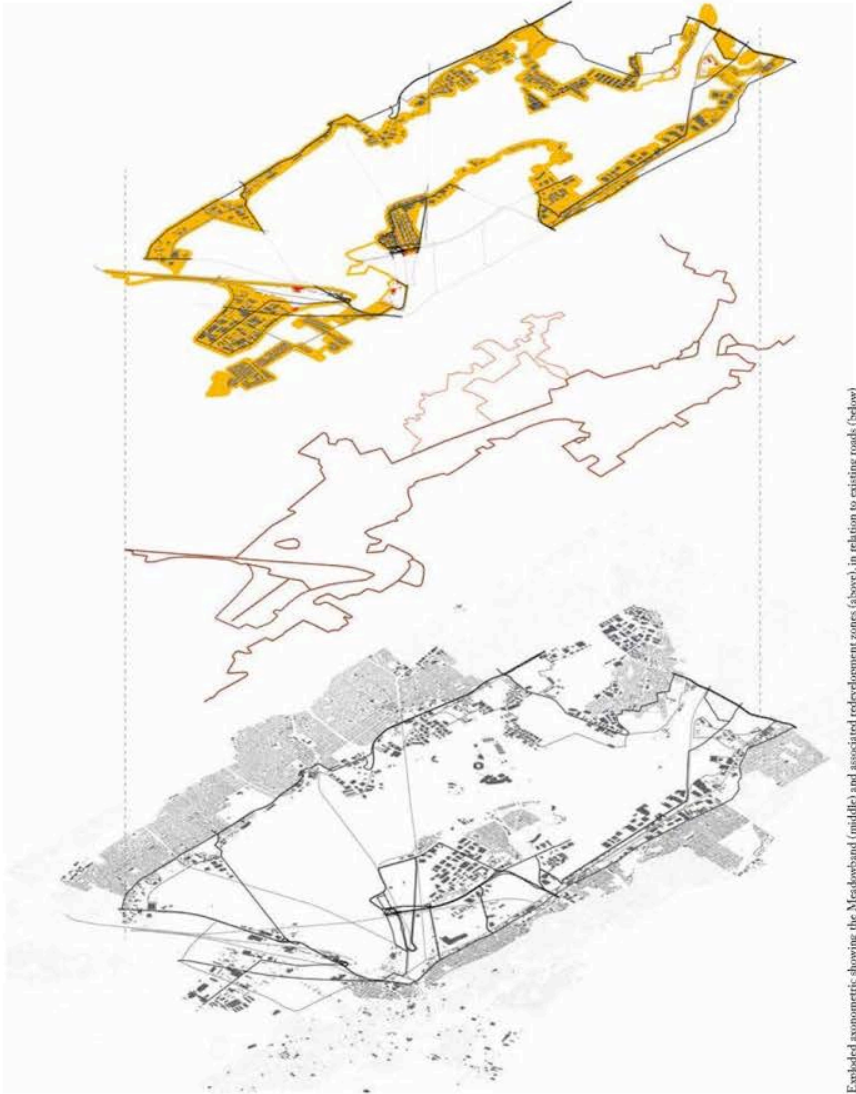 Exploded axonometric showing the Meadowband (middle) and associated redevelopment zones (above), in relation to existing roads (below)